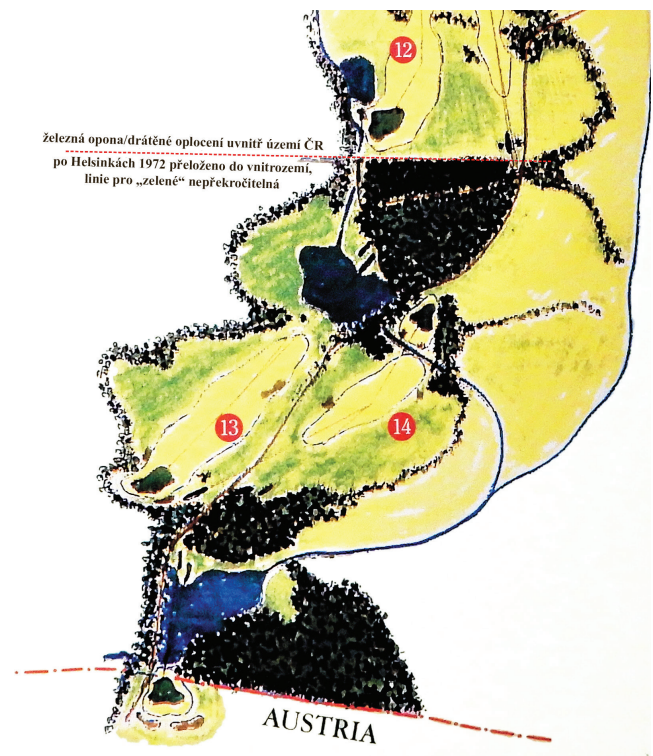 12
železná opona/drátěné oplocení uvnitř území ČR
po Helsinkách 1972 přeloženo do vnitrozemí,
linie pro „zelené“ nepřekročitelná
13
14
AUSTRIA